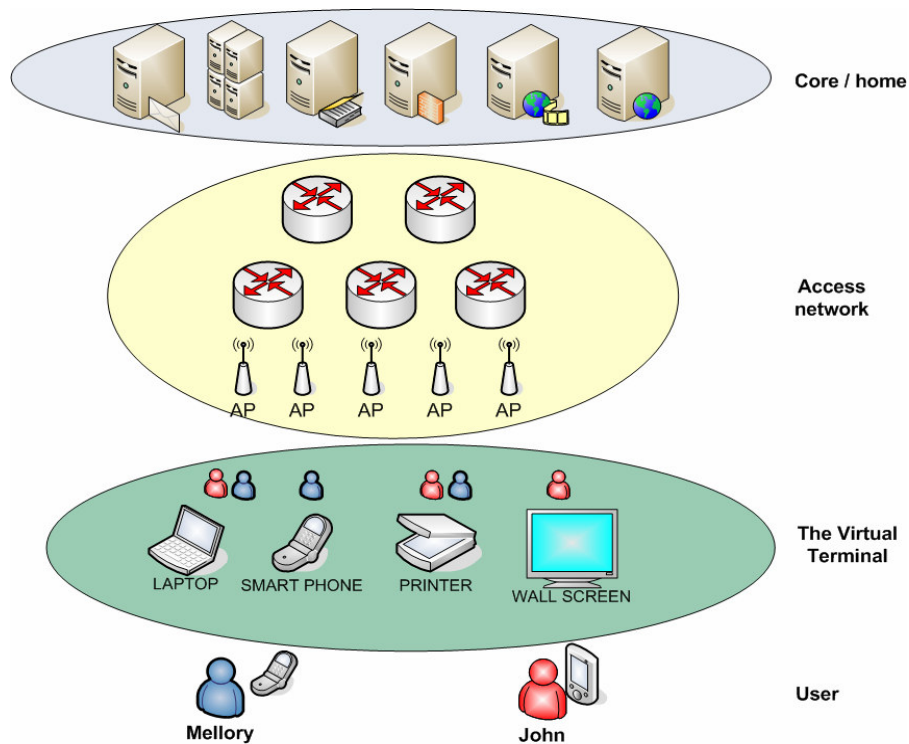 Core / home
Access
network
AP AP AP AP AP
The Virtual
Terminal
LAPTOP SMART PHONE PRINTER WALL SCREEN
User
Mellory John